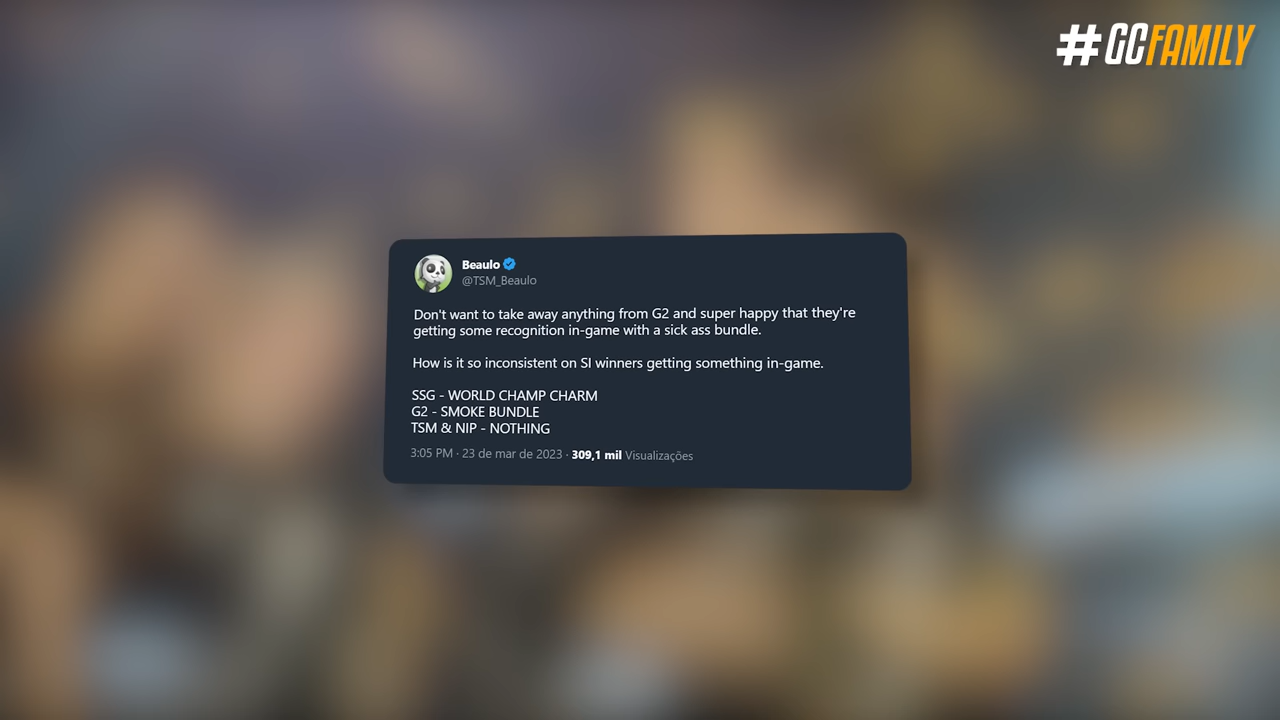 #GCFAMILY
Beaulo
@TSM_Beaulo
Don't want to take away anything from G2 and super happy that they're
getting some recognition in-game with a sick ass bundle.
How is it so inconsistent on SI winners getting something in-game.
SSG - WORLD CHAMP CHARM
G2 - SMOKE BUNDLE
TSM & NIP - NOTHING
3:05 PM · 23 de mar de 2023 · 309,1 mil Visualizações